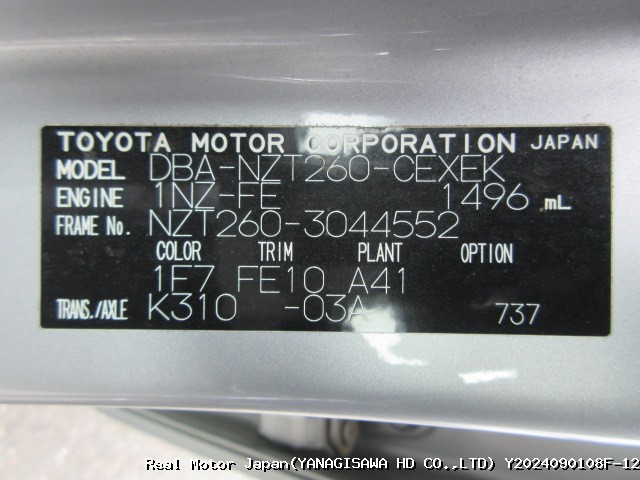 TOYOTA MOTOR CORPORATION JAPAN
MODEL DBA-NZT260-CEXEK
ENGINE 1NZ-FE 1496 mL
FRAME No. NZT260-3044552
COLOR TRIM PLANT OPTION
1F7 FE10 A41
TRANS./AXLE K310 -03A 737
Real Motor Japan(YANAGISAWA HD CO.,LTD) Y2024090108F-12